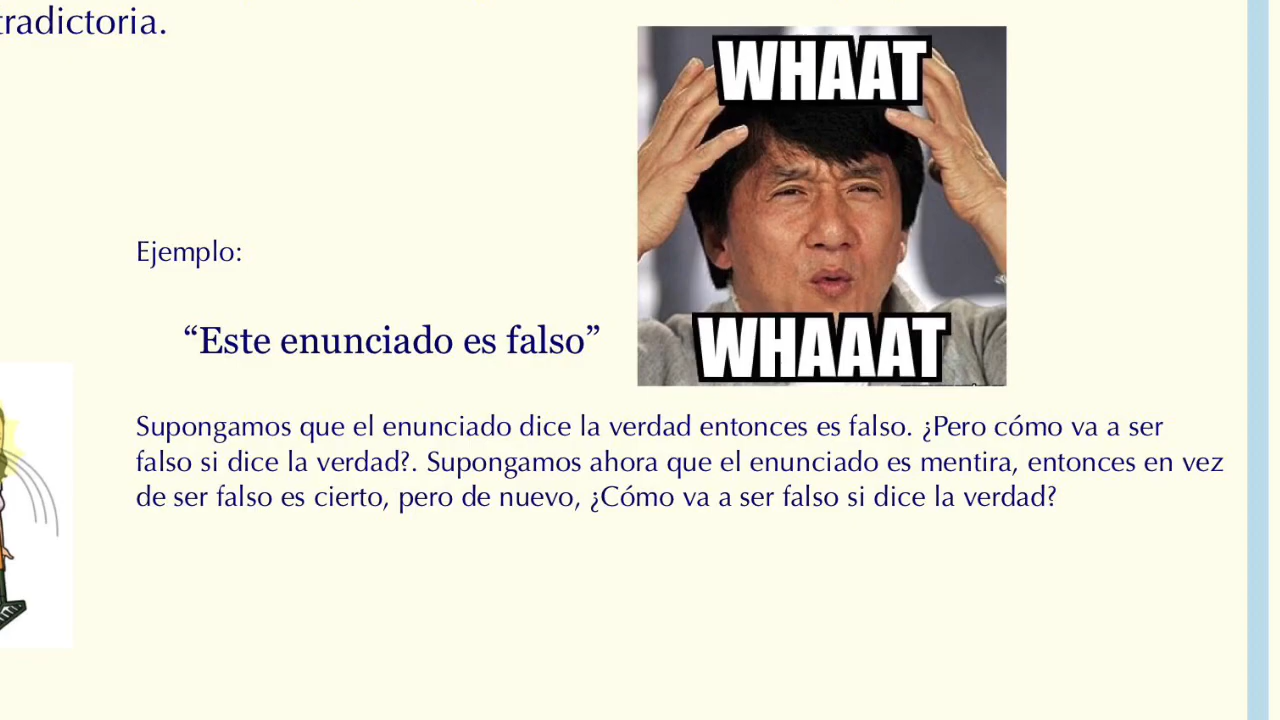 tradictoria.
WHAAT
Ejemplo:
“Este enunciado es falso”
WHAAAT
Supongamos que el enunciado dice la verdad entonces es falso. ¿Pero cómo va a ser
falso si dice la verdad?. Supongamos ahora que el enunciado es mentira, entonces en vez
de ser falso es cierto, pero de nuevo, ¿Cómo va a ser falso si dice la verdad?